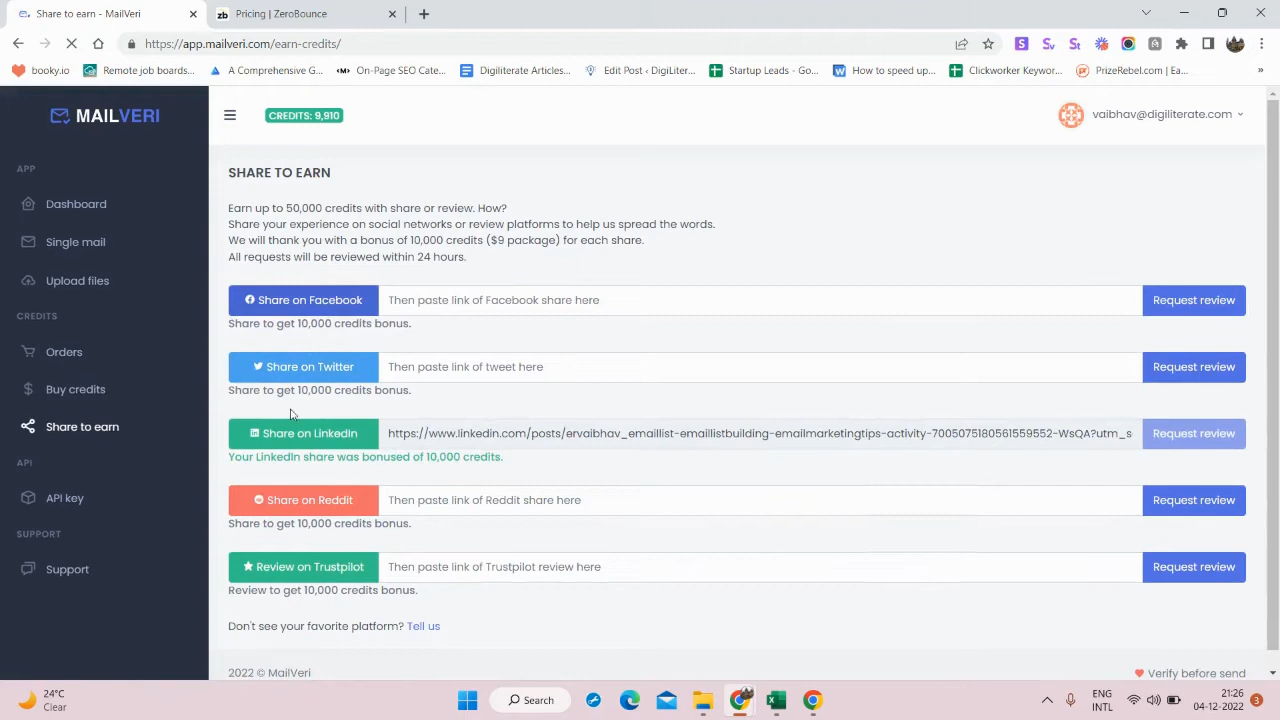 Share to earn - MailVeri
zb Pricing | ZeroBounce
https://app.mailveri.com/earn-credits/
booky.io
Remote job boards...
A Comprehensive G...
On-Page SEO Cate...
Digiliterate Articles...
Edit Post ‹ DigiLiter...
Startup Leads - Go...
How to speed up...
Clickworker Keywor...
PrizeRebel.com | Ea...
»
MAILVERI
CREDITS: 9,910
vaibhav@digiliterate.com
APP
Dashboard
Single mail
Upload files
CREDITS
Orders
Buy credits
Share to earn
API
API key
SUPPORT
Support
SHARE TO EARN
Earn up to 50,000 credits with share or review. How?
Share your experience on social networks or review platforms to help us spread the words.
We will thank you with a bonus of 10,000 credits ($9 package) for each share.
All requests will be reviewed within 24 hours.
Share on Facebook Then paste link of Facebook share here Request review
Share to get 10,000 credits bonus.
Share on Twitter Then paste link of tweet here Request review
Share to get 10,000 credits bonus.
Share on LinkedIn https://www.linkedin.com/posts/ervaibhav_emaillist-emaillistbuilding-emailmarketingtips-activity-7005075180561559552-WsQA?utm_s Request review
Your LinkedIn share was bonused of 10,000 credits.
Share on Reddit Then paste link of Reddit share here Request review
Share to get 10,000 credits bonus.
Review on Trustpilot Then paste link of Trustpilot review here Request review
Review to get 10,000 credits bonus.
Don't see your favorite platform? Tell us
2022 © MailVeri
Verify before send
24°C
Clear
Search
ENG
INTL
21:26
04-12-2022
3